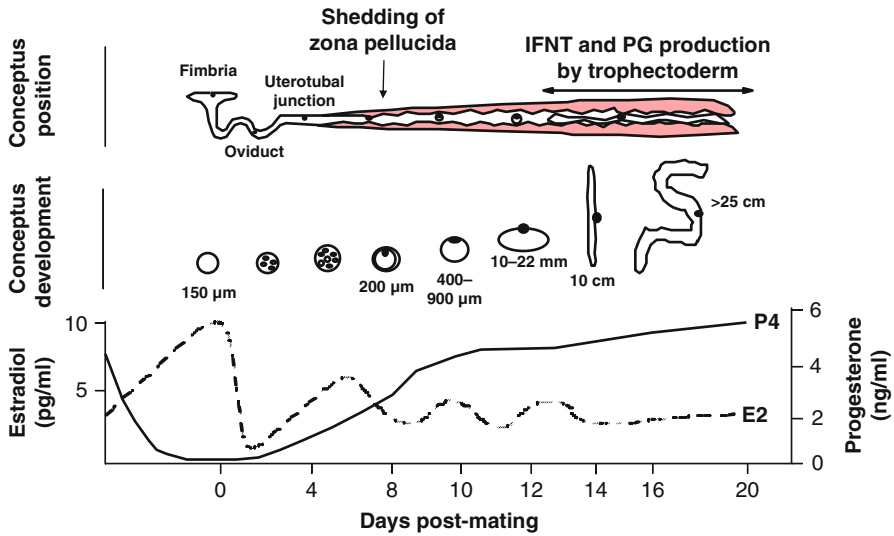 Shedding of
zona pellucida
IFNT and PG production
by trophectoderm
Conceptus
position
Fimbria
Uterotubal
junction
Oviduct
Conceptus
development
>25 cm
10–22 mm
150 µm
200 µm
400–
900 µm
10 cm
Estradiol
(pg/ml)
10
5
P4
E2
6
4
2
0
Progesterone
(ng/ml)
0 4 8 10 12 14 16 20
Days post-mating